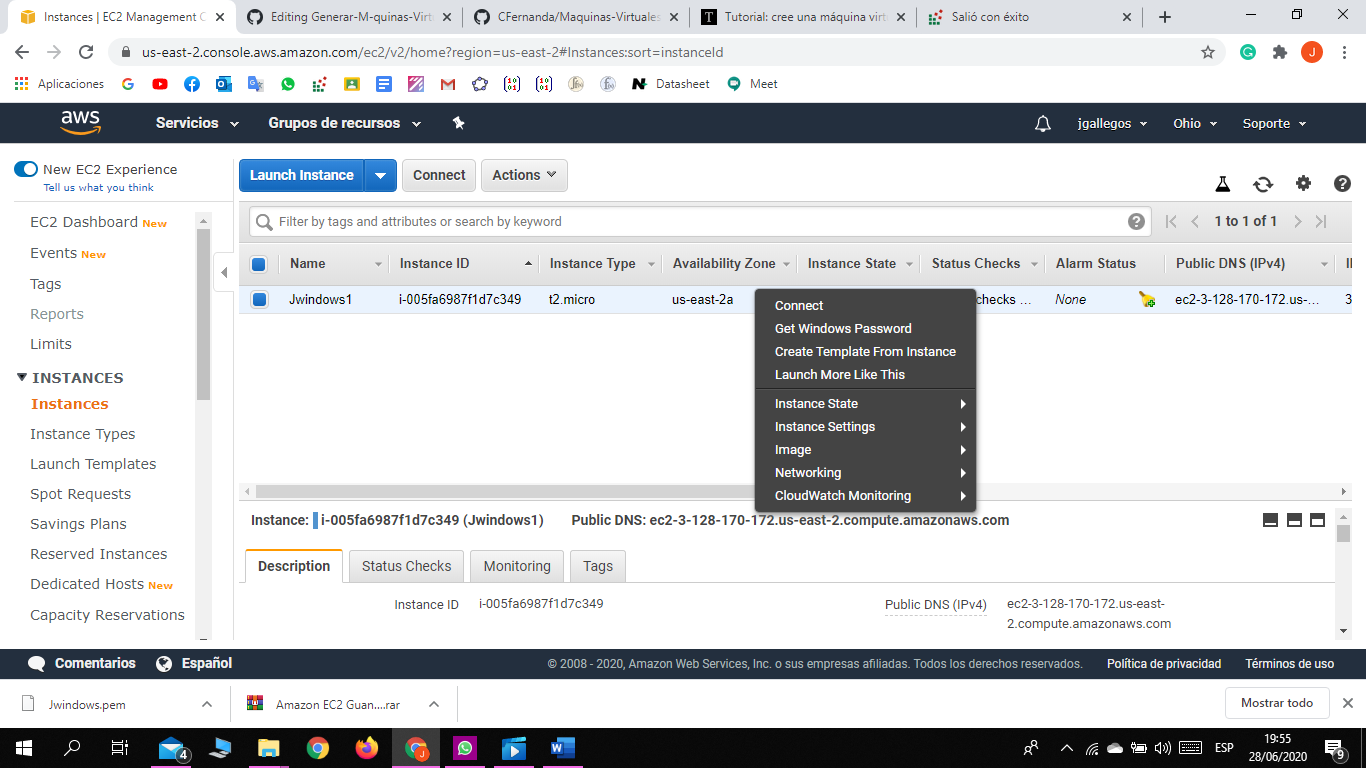 Instances | EC2 Management C
Editing Generar-M-quinas-Virtu
CFernanda/Maquinas-Virtuales
Tutorial: cree una máquina virtu
Salió con éxito
us-east-2.console.aws.amazon.com/ec2/v2/home?region=us-east-2#Instances:sort=instanceId
J
Aplicaciones
Datasheet
Meet
aws
Servicios
Grupos de recursos
jgallegos
Ohio
Soporte
New EC2 Experience
Tell us what you think
Launch Instance
Connect
Actions
EC2 Dashboard New
Events New
Tags
Reports
Limits
INSTANCES
Instances
Instance Types
Launch Templates
Spot Requests
Savings Plans
Reserved Instances
Dedicated Hosts New
Capacity Reservations
Filter by tags and attributes or search by keyword
1 to 1 of 1
Name Instance ID Instance Type Availability Zone Instance State Status Checks Alarm Status Public DNS (IPv4)
Jwindows1 i-005fa6987f1d7c349 t2.micro us-east-2a checks ... None ec2-3-128-170-172.us-... 3
Connect
Get Windows Password
Create Template From Instance
Launch More Like This
Instance State
Instance Settings
Image
Networking
CloudWatch Monitoring
Instance: i-005fa6987f1d7c349 (Jwindows1) Public DNS: ec2-3-128-170-172.us-east-2.compute.amazonaws.com
Description
Status Checks
Monitoring
Tags
Instance ID i-005fa6987f1d7c349
Public DNS (IPv4) ec2-3-128-170-172.us-east-
2.compute.amazonaws.com
Comentarios
Español
© 2008 - 2020, Amazon Web Services, Inc. o sus empresas afiliadas. Todos los derechos reservados.
Política de privacidad
Términos de uso
Jwindows.pem
Amazon EC2 Guan....rar
Mostrar todo
4
J
ESP
19:55
28/06/2020
9